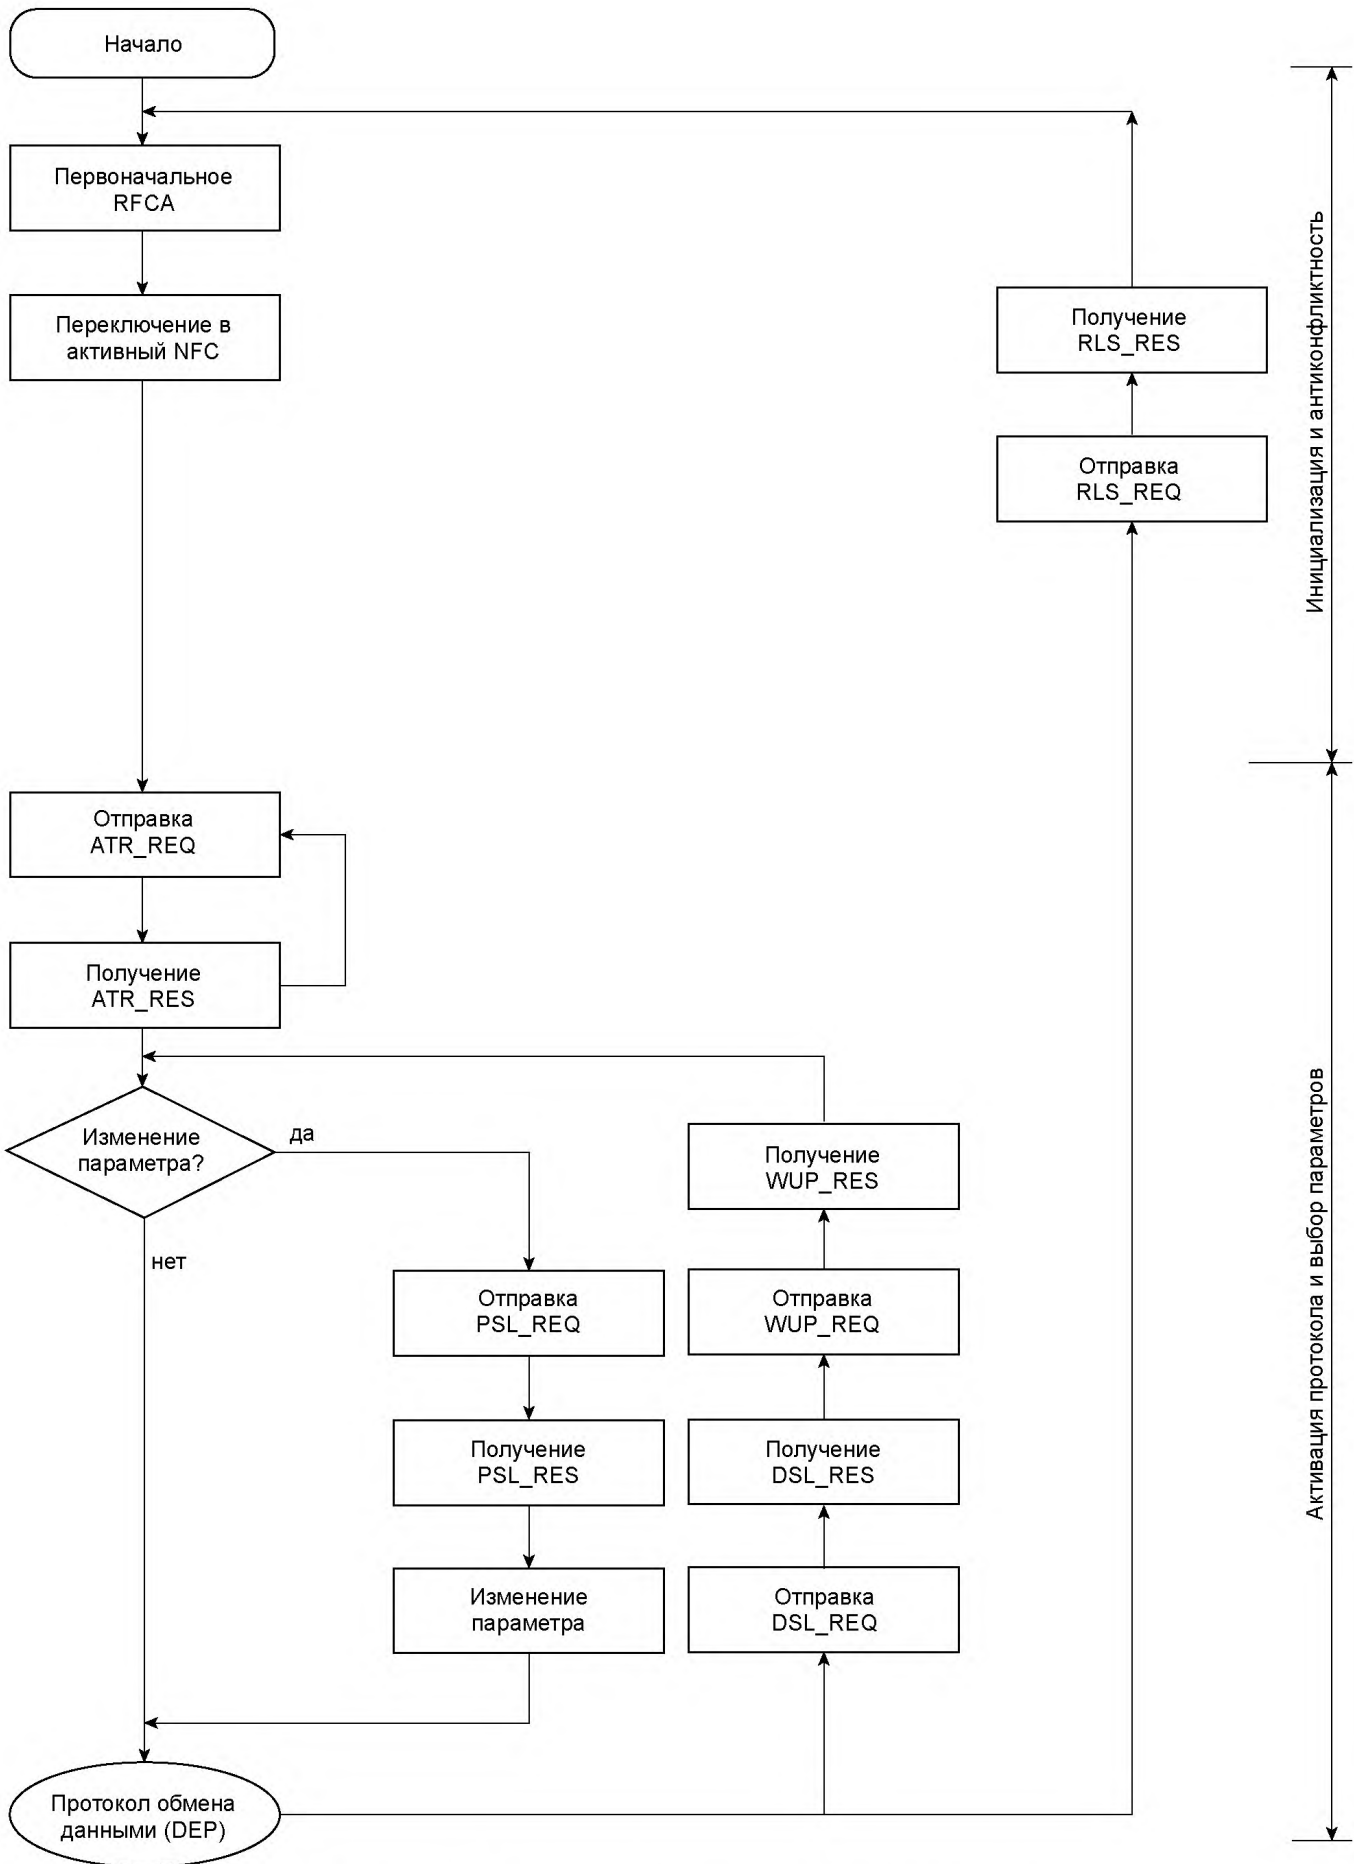 Начало
Первоначальное
RFCA
Переключение в
активный NFC
Получение
RLS_RES
Отправка
RLS_REQ
Инициализация и антиконфликтность
Отправка
ATR_REQ
Получение
ATR_RES
Изменение
параметра?
да
нет
Отправка
PSL_REQ
Получение
PSL_RES
Изменение
параметра
Получение
WUP_RES
Отправка
WUP_REQ
Получение
DSL_RES
Отправка
DSL_REQ
Активация протокола и выбор параметров
Протокол обмена
данными (DEP)